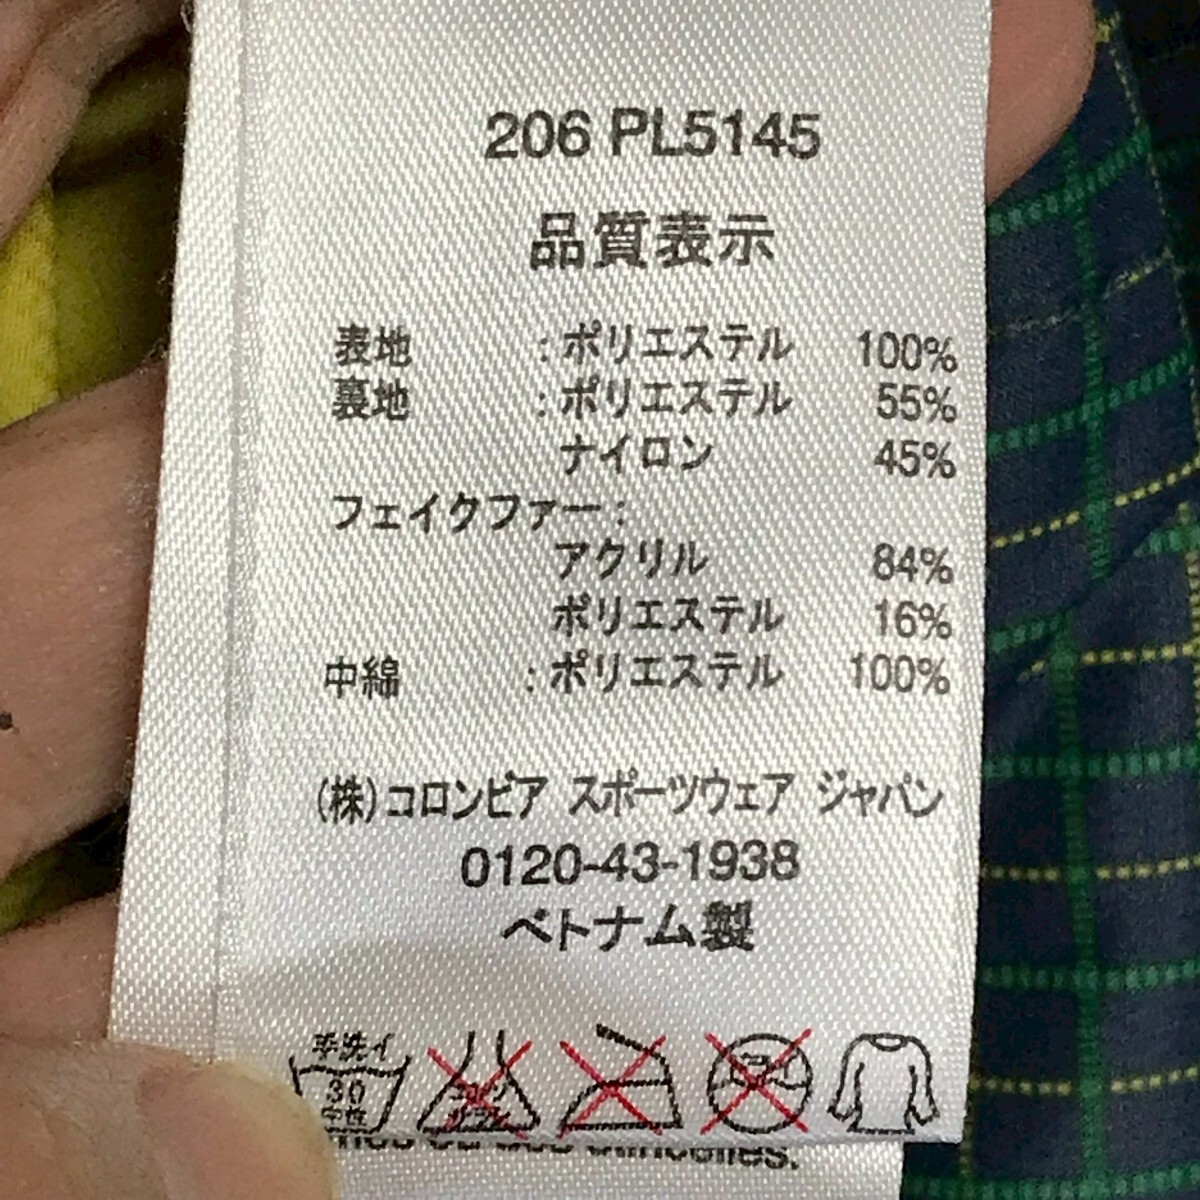 206 PL5145
品質表示
表地 : ポリエステル 100%
裏地 : ポリエステル 55%
ナイロン 45%
フェイクファー :
アクリル 84%
ポリエステル 16%
中綿 : ポリエステル 100%
(株)コロンビア スポーツウェア ジャパン
0120-43-1938
ベトナム製
手洗イ
30
中性